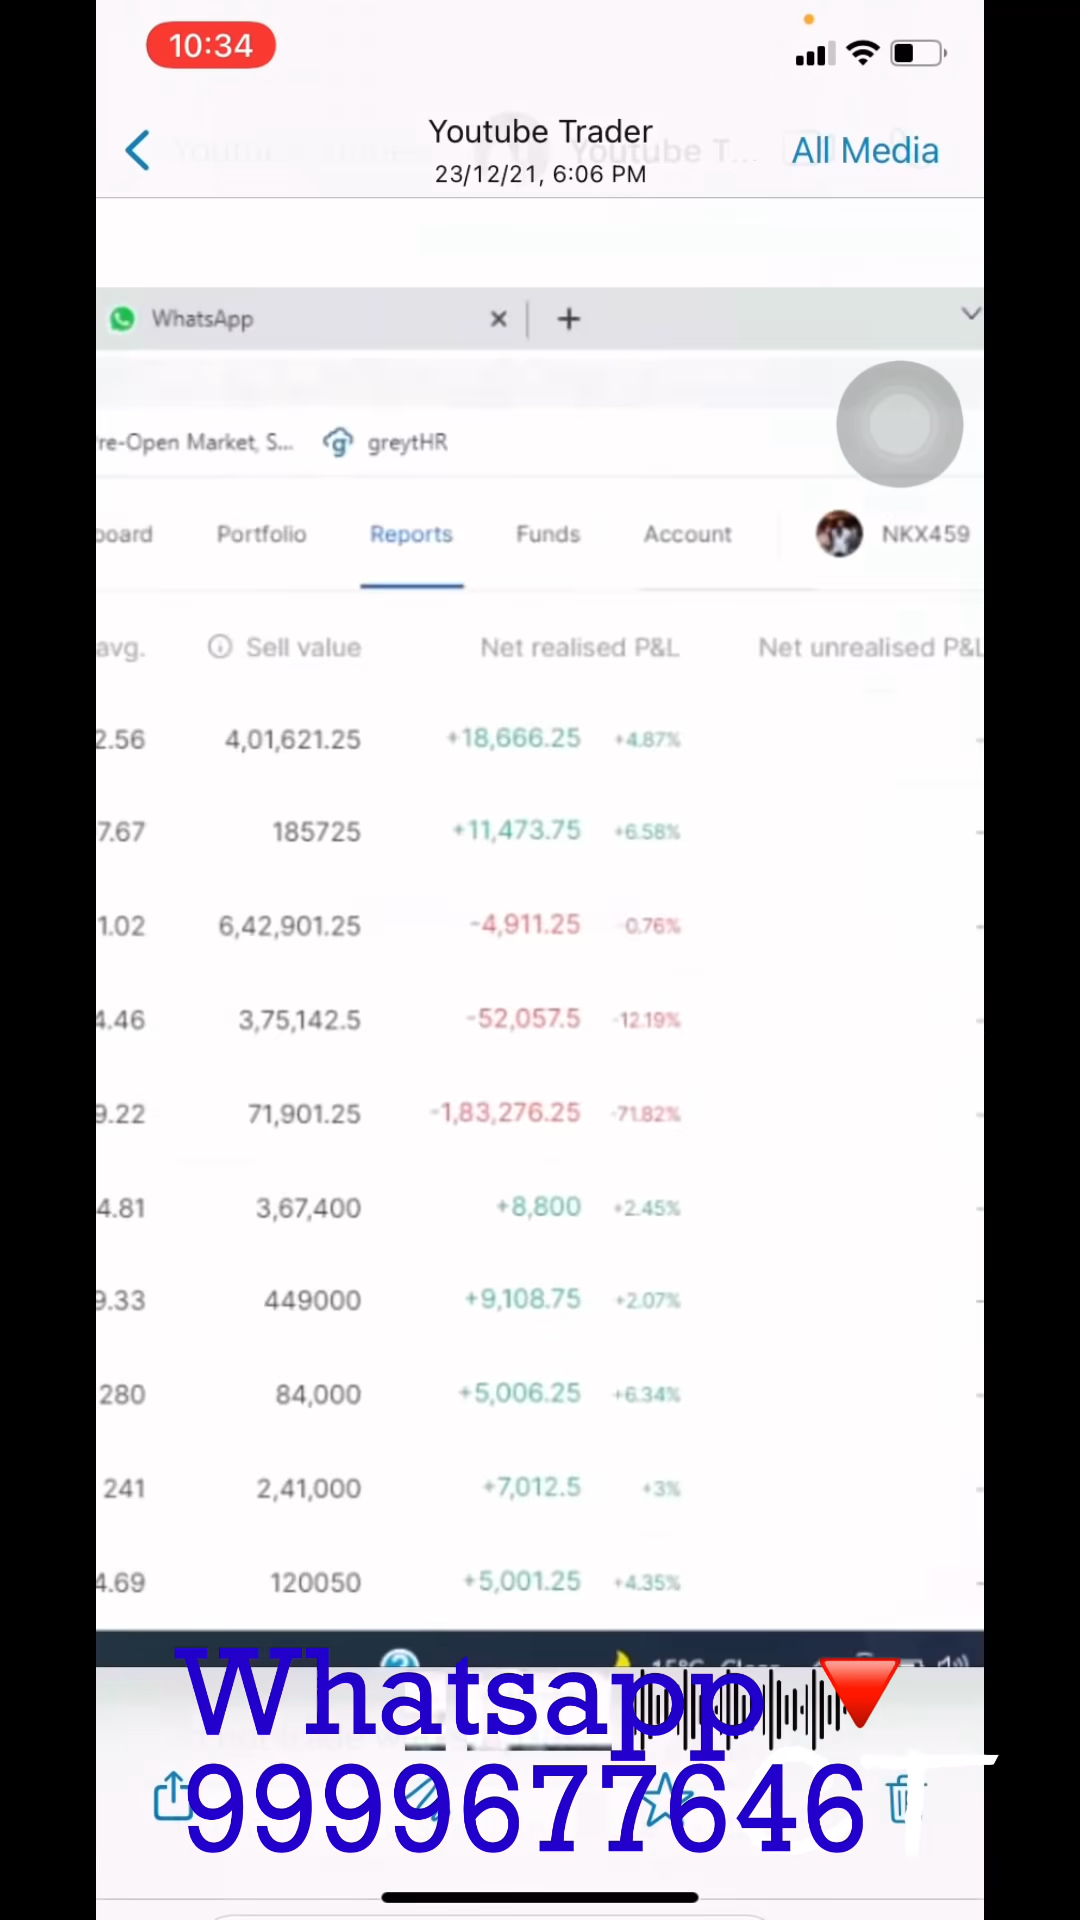 10:34
Youtube Trader
23/12/21, 6:06 PM
All Media
WhatsApp
re-Open Market, S...
greytHR
board
Portfolio
Reports
Funds
Account
NKX459
avg.
Sell value
Net realised P&L
Net unrealised P&L
2.56 4,01,621.25 +18,666.25 +4.87% -
7.67 185725 +11,473.75 +6.58% -
1.02 6,42,901.25 -4,911.25 -0.76% -
4.46 3,75,142.5 -52,057.5 -12.19% -
9.22 71,901.25 -1,83,276.25 -71.82% -
4.81 3,67,400 +8,800 +2.45% -
9.33 449000 +9,108.75 +2.07% -
280 84,000 +5,006.25 +6.34% -
241 2,41,000 +7,012.5 +3% -
4.69 120050 +5,001.25 +4.35% -
15°C Clear
Whatsapp
9999677646